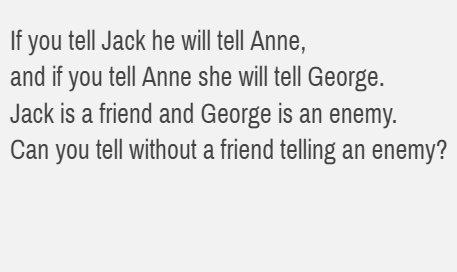 If you tell Jack he will tell Anne,
and if you tell Anne she will tell George.
Jack is a friend and George is an enemy.
Can you tell without a friend telling an enemy?